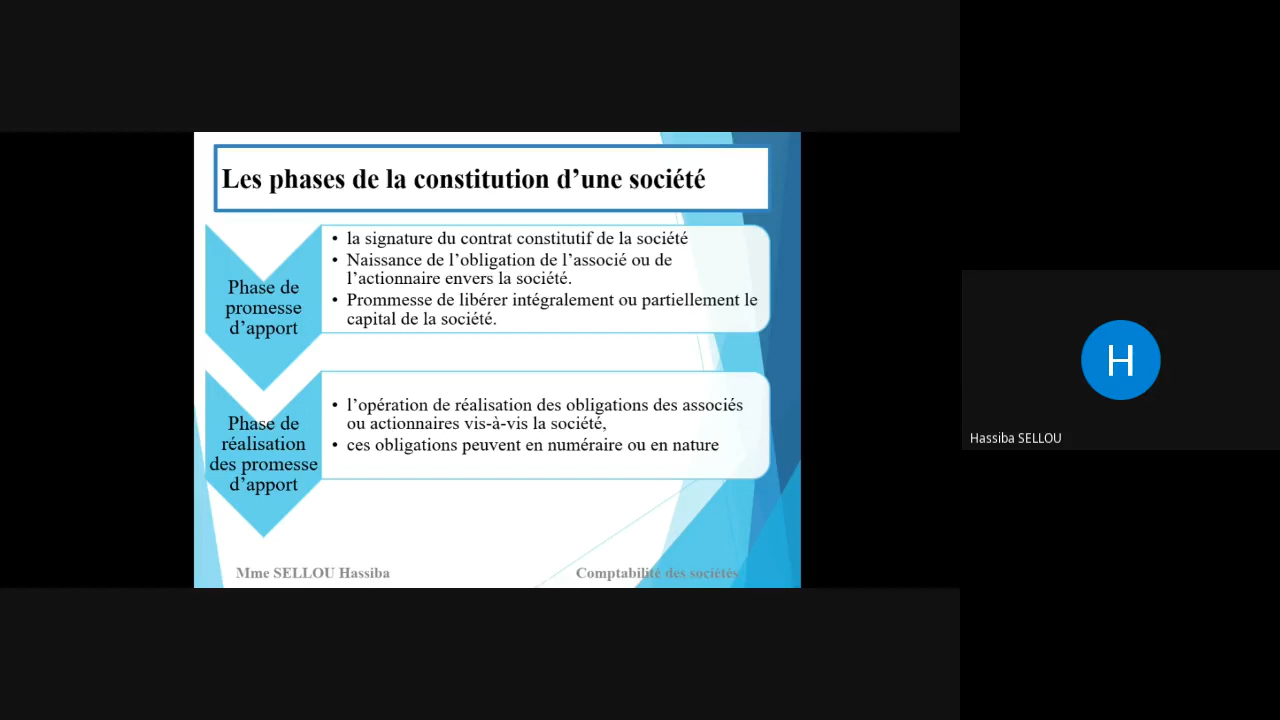 Les phases de la constitution d’une société
Phase de
promesse
d’apport
• la signature du contrat constitutif de la société
• Naissance de l’obligation de l’associé ou de
l’actionnaire envers la société.
• Prommesse de libérer intégralement ou partiellement le
capital de la société.
Phase de
réalisation
des promesse
d’apport
• l’opération de réalisation des obligations des associés
ou actionnaires vis-à-vis la société,
• ces obligations peuvent en numéraire ou en nature
Mme SELLOU Hassiba
Comptabilité des sociétés
H
Hassiba SELLOU